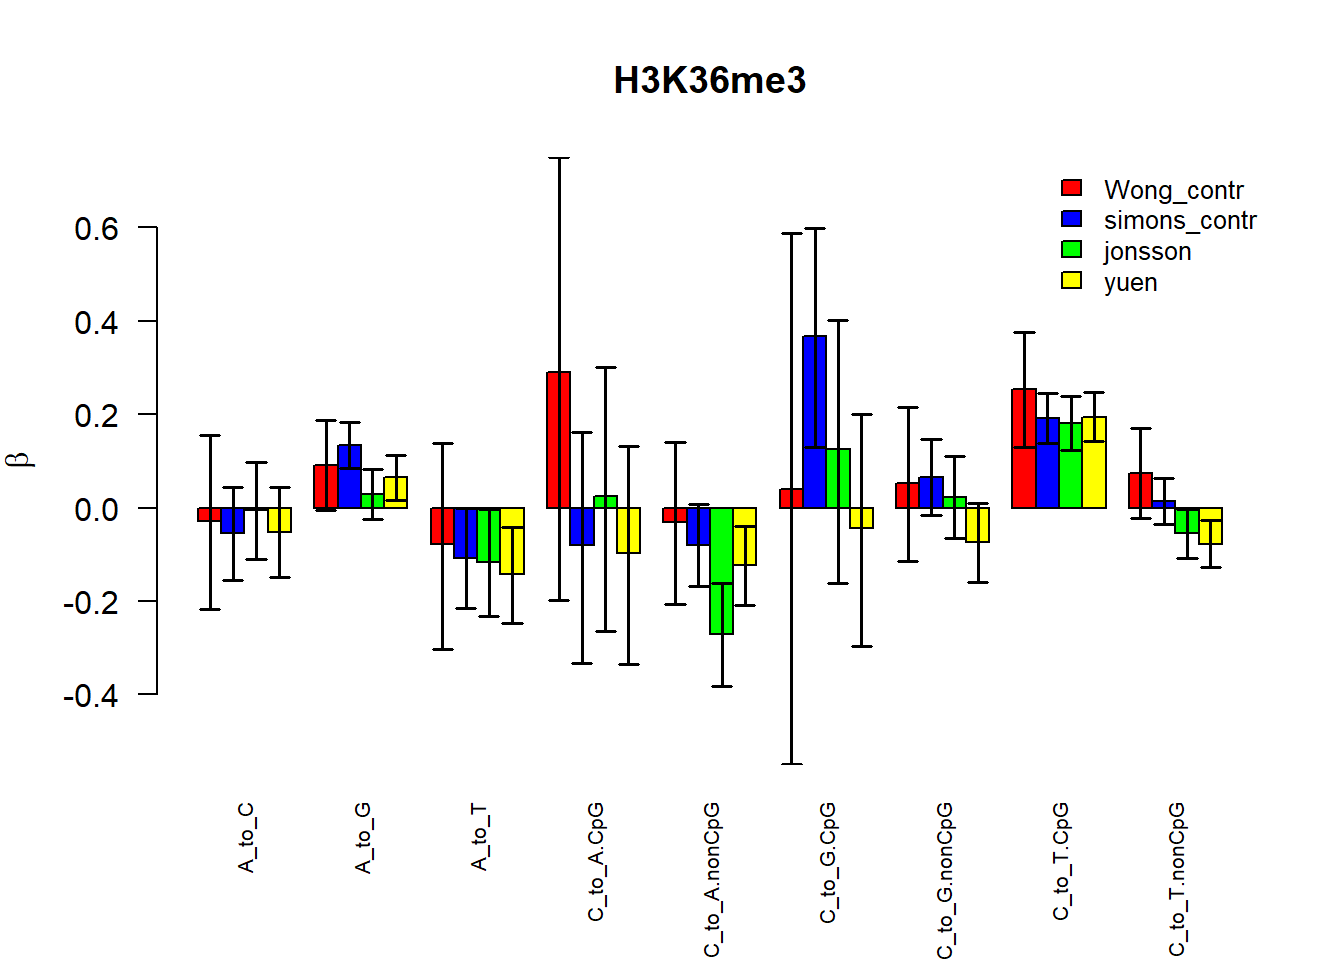 H3K36me3
Wong_contr
simons_contr
jonsson
yuen
β
0.6
0.4
0.2
0.0
-0.2
-0.4
A_to_C
A_to_G
A_to_T
C_to_A.CpG
C_to_A.nonCpG
C_to_G.CpG
C_to_G.nonCpG
C_to_T.CpG
C_to_T.nonCpG